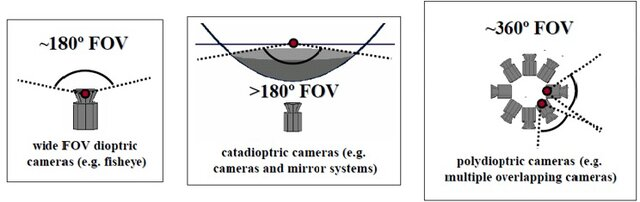 ~180º FOV
wide FOV dioptric
cameras (e.g. fisheye)
>180º FOV
catadioptric cameras (e.g.
cameras and mirror systems)
~360º FOV
polydioptric cameras (e.g.
multiple overlapping cameras)